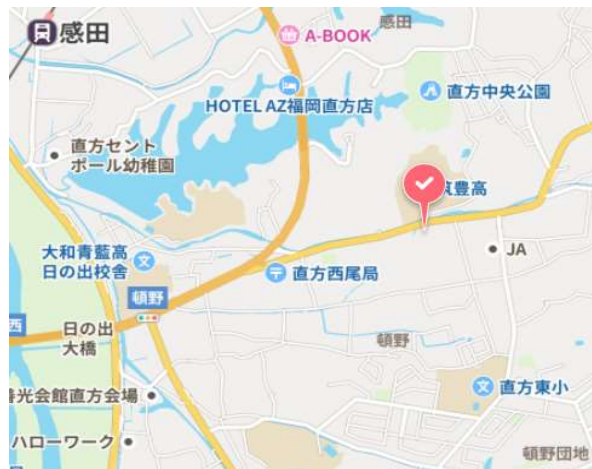 感田
A-BOOK
感田
HOTEL AZ福岡直方店
直方中央公園
直方セント
ポール幼稚園
筑豊高
大和青藍高
日の出校舎
直方西尾局
JA
頓野
西
日の出
大橋
頓野
直方東小
善光会館直方会場
ハローワーク
頓野団地